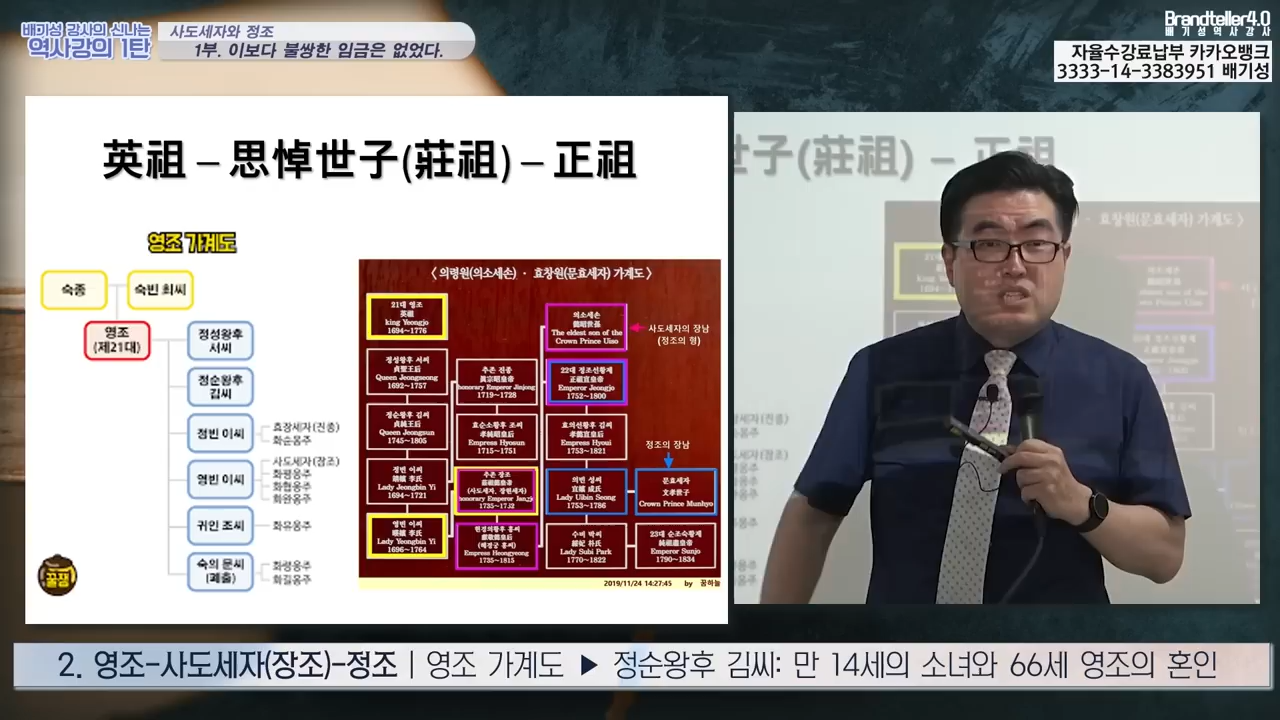 배기성 강사의 신나는
역사강의 1탄
사도세자와 정조
1부. 이보다 불쌍한 임금은 없었다.
Brandteller4.0
배기성역사강사
자율수강료납부 카카오뱅크
3333-14-3383951 배기성
英祖 – 思悼世子(莊祖) – 正祖
영조 가계도
숙종
숙빈 최씨
영조
(제21대)
정성왕후
서씨
정순왕후
김씨
정빈 이씨
효장세자(진종)
화순옹주
영빈 이씨
사도세자(장조)
화평옹주
화협옹주
화완옹주
귀인 조씨
화유옹주
숙의 문씨
(폐출)
화령옹주
화길옹주
꿀잼
〈 의령원(의소세손) · 효창원(문효세자) 가계도 〉
21대 영조
英祖
king Yeongjo
1694~1776
정성왕후 서씨
貞聖王后
Queen Jeongseong
1692~1757
정순왕후 김씨
貞純王后
Queen Jeongsun
1745~1805
정빈 이씨
靖嬪 李氏
Lady Jeongbin Yi
1694~1721
영빈 이씨
暎嬪 李氏
Lady Yeongbin Yi
1696~1764
추존 진종
眞宗昭皇帝
honorary Emperor Jinjong
1719~1728
효순소황후 조씨
孝純昭皇后
Empress Hyosun
1715~1751
추존 장조
莊祖懿皇帝
(사도세자, 장헌세자)
honorary Emperor Jangjo
1735~1762
헌경의황후 홍씨
獻敬懿皇后
(혜경궁 홍씨)
Empress Heongyeong
1735~1815
의소세손
懿昭世孫
The eldest son of the
Crown Prince Uiso
사도세자의 장남
(정조의 형)
22대 정조선황제
正祖宣皇帝
Emperor Jeongjo
1752~1800
효의선황후 김씨
孝懿宣皇后
Empress Hyoui
1753~1821
의빈 성씨
宜嬪 成氏
Lady Uibin Seong
1753~1786
수비 박씨
綏妃 朴氏
Lady Subi Park
1770~1822
정조의 장남
문효세자
文孝世子
Crown Prince Munhyo
23대 순조숙황제
純祖肅皇帝
Emperor Sunjo
1790~1834
2019/11/24 14:27:45 by 꿈하늘
2. 영조-사도세자(장조)-정조 | 영조 가계도 ▶ 정순왕후 김씨: 만 14세의 소녀와 66세 영조의 혼인